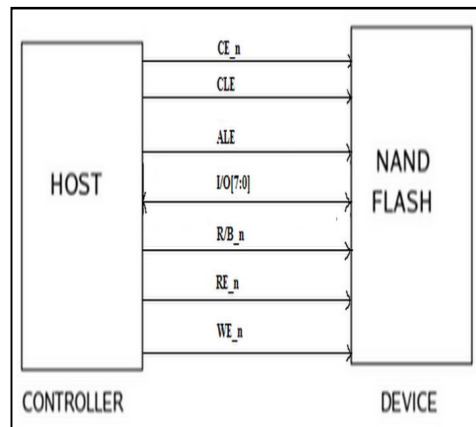 CE_n
CLE
ALE
HOST
I/O[7:0]
NAND
FLASH
R/B_n
RE_n
WE_n
CONTROLLER
DEVICE